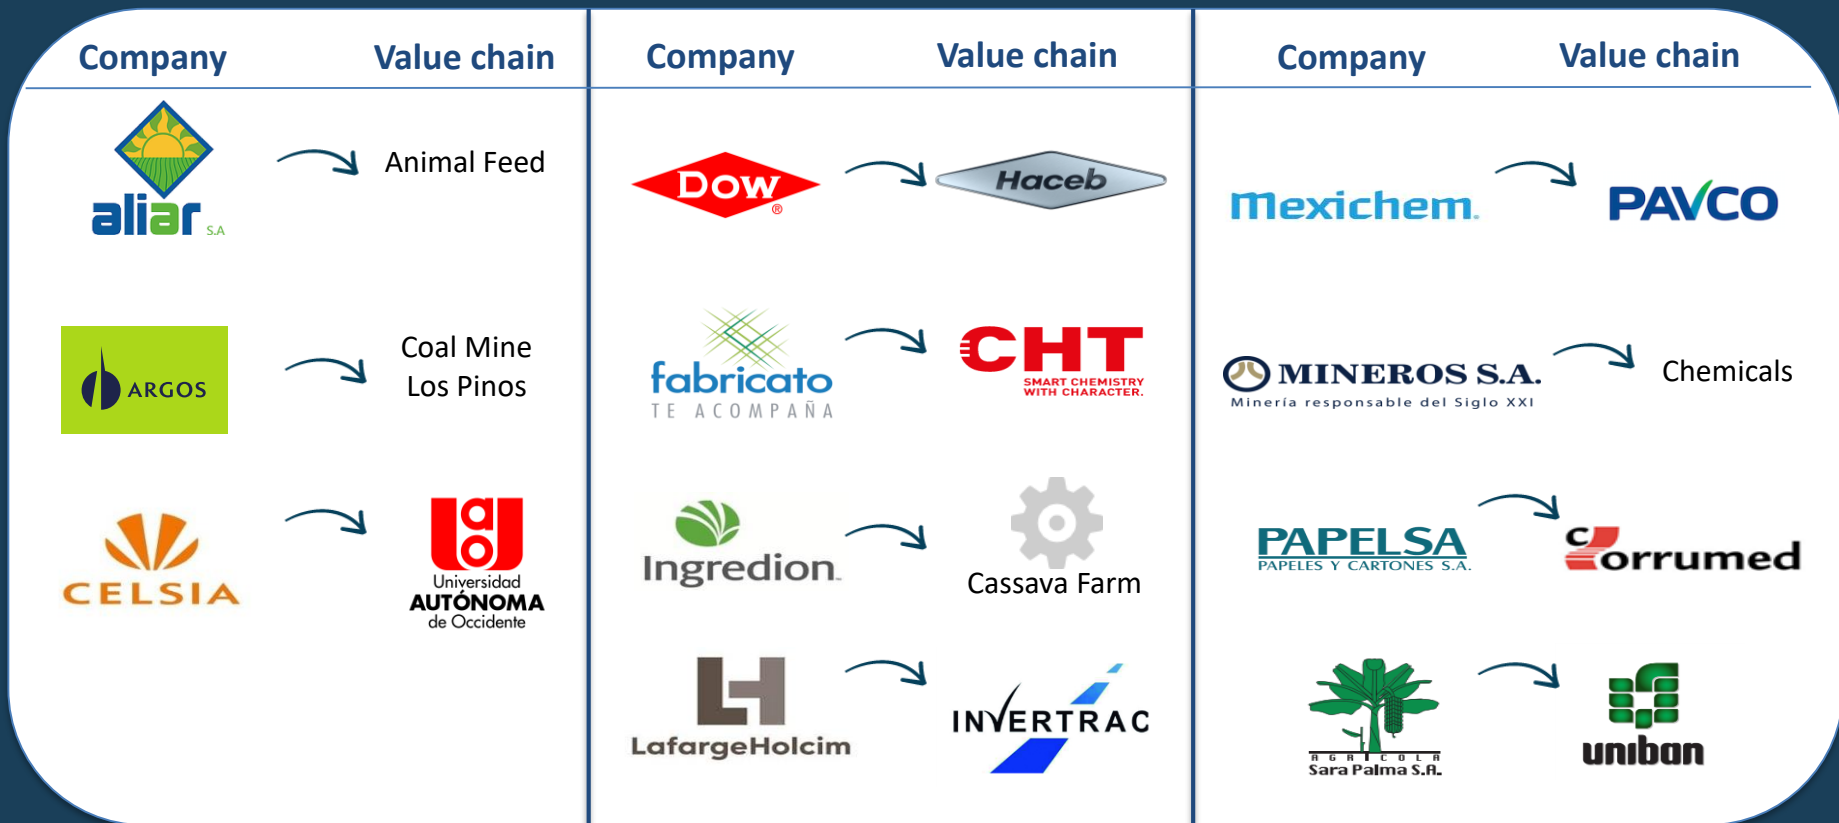 Company Value chain
aliar S.A
Animal Feed
ARGOS
Coal Mine
Los Pinos
CELSIA
Universidad
AUTÓNOMA
de Occidente
Company Value chain
DOW
®
Haceb
fabricato
TE ACOMPAÑA
CHT
SMART CHEMISTRY
WITH CHARACTER.
Ingredion™
Cassava Farm
LafargeHolcim
INVERTRAC
Company Value chain
mexichem.
PAVCO
MINEROS S.A.
Minería responsable del Siglo XXI
Chemicals
PAPELSA
PAPELES Y CARTONES S.A.
corrumed
AGRICOLA
Sara Palma S.A.
uniban